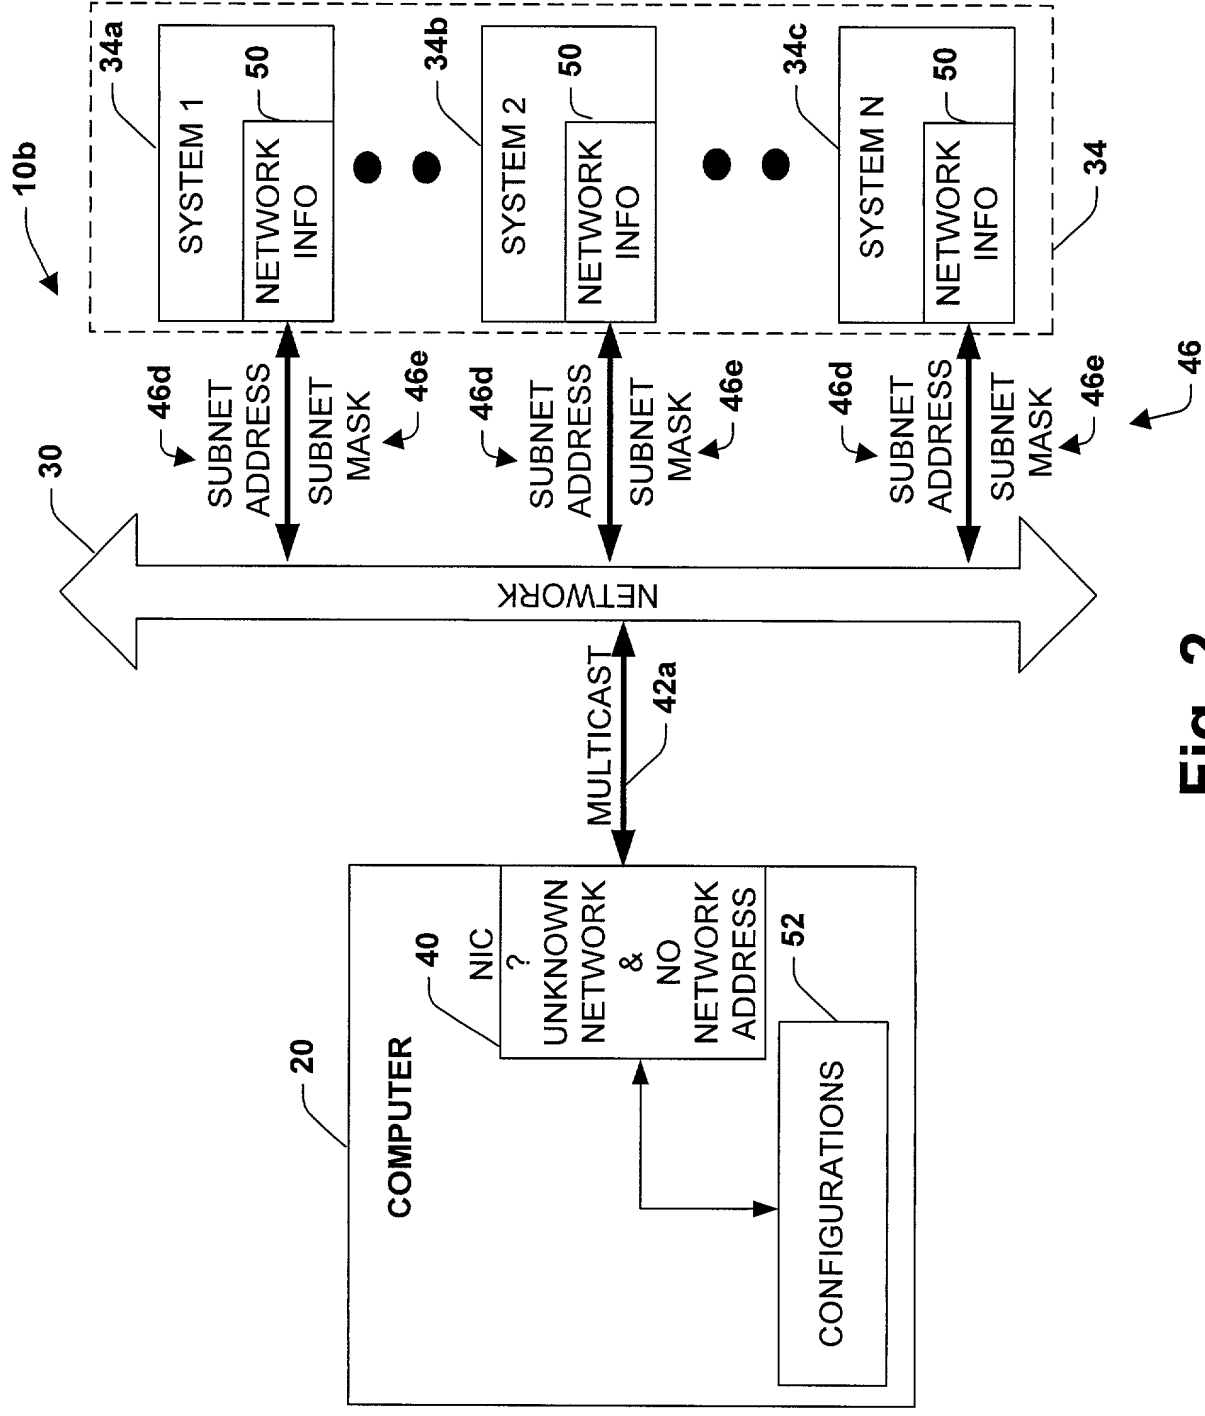 10b
30
34a
SYSTEM 1
50
NETWORK
INFO
46d
SUBNET
ADDRESS
SUBNET
MASK
46e
34b
SYSTEM 2
50
NETWORK
INFO
46d
SUBNET
ADDRESS
SUBNET
MASK
46e
34c
SYSTEM N
50
NETWORK
INFO
46d
SUBNET
ADDRESS
SUBNET
MASK
46e
34
46
NETWORK
MULTICAST
42a
20
COMPUTER
40
NIC
?
UNKNOWN
NETWORK
&
NO
NETWORK
ADDRESS
52
CONFIGURATIONS
Fig. 2